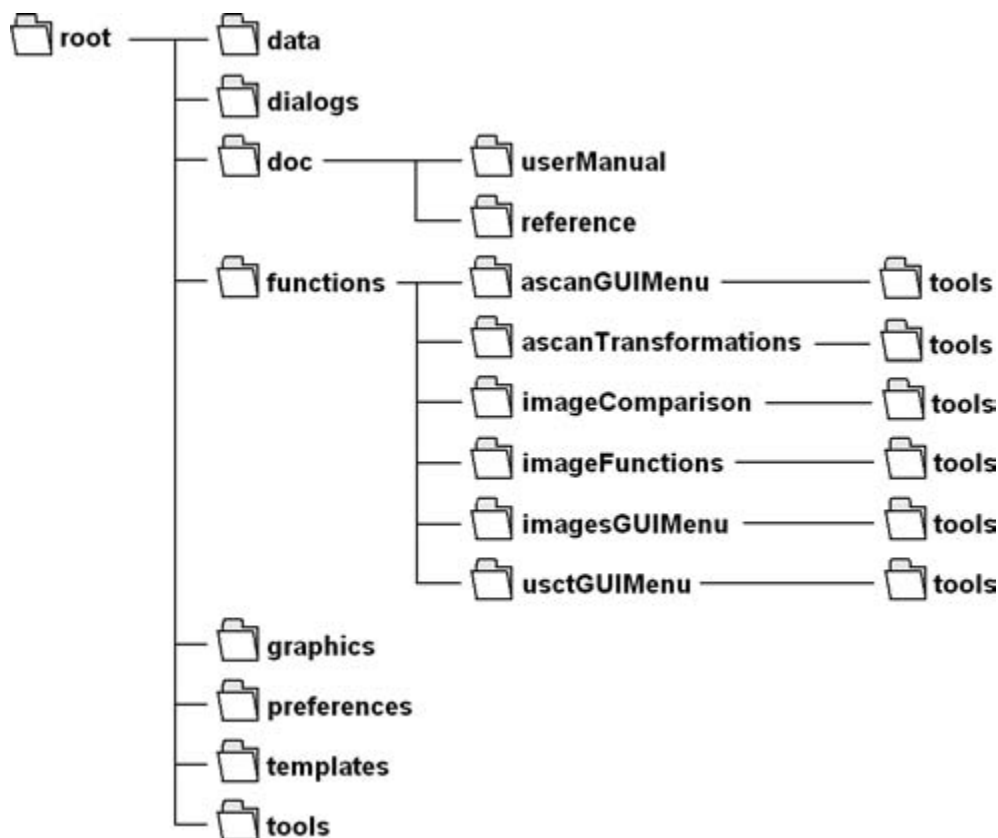 root
data
dialogs
doc
userManual
reference
functions
ascanGUIMenu
tools
ascanTransformations
tools
imageComparison
tools
imageFunctions
tools
imagesGUIMenu
tools
usctGUIMenu
tools
graphics
preferences
templates
tools